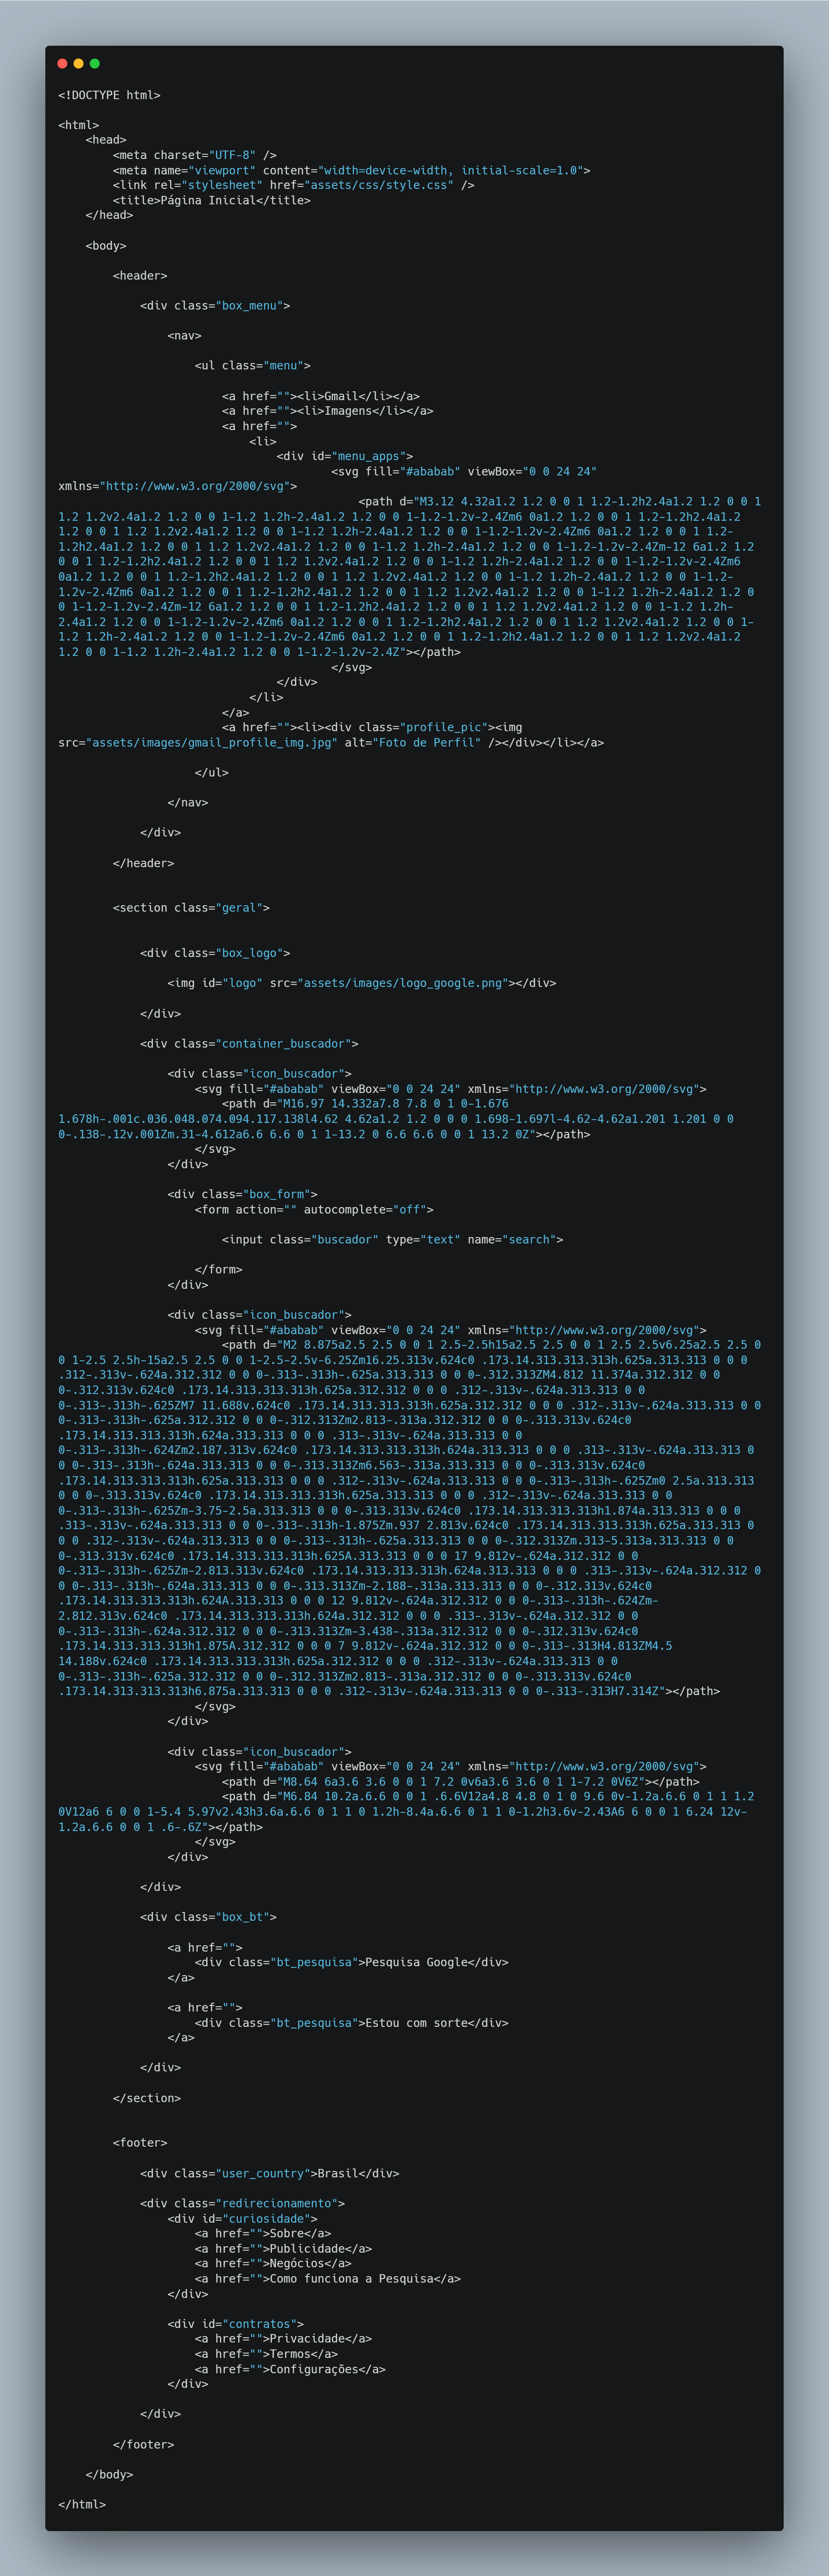 <!DOCTYPE html>
<html>
<head>
<meta charset="UTF-8" />
<meta name="viewport" content="width=device-width, initial-scale=1.0">
<link rel="stylesheet" href="assets/css/style.css" />
<title>Página Inicial</title>
</head>
<body>
<header>
<div class="box_menu">
<nav>
<ul class="menu">
<a href=""><li>Gmail</li></a>
<a href=""><li>Imagens</li></a>
<a href="">
<li>
<div id="menu_apps">
<svg fill="#ababab" viewBox="0 0 24 24"
xmlns="http://www.w3.org/2000/svg">
<path d="M3.12 4.32a1.2 1.2 0 0 1 1.2-1.2h2.4a1.2 1.2 0 0 1
1.2 1.2v2.4a1.2 1.2 0 0 1-1.2 1.2h-2.4a1.2 1.2 0 0 1-1.2-1.2v-2.4Zm6 0a1.2 1.2 0 0 1 1.2-1.2h2.4a1.2
1.2 0 0 1 1.2 1.2v2.4a1.2 1.2 0 0 1-1.2 1.2h-2.4a1.2 1.2 0 0 1-1.2-1.2v-2.4Zm6 0a1.2 1.2 0 0 1 1.2-
1.2h2.4a1.2 1.2 0 0 1 1.2 1.2v2.4a1.2 1.2 0 0 1-1.2 1.2h-2.4a1.2 1.2 0 0 1-1.2-1.2v-2.4Zm-12 6a1.2 1.2
0 0 1 1.2-1.2h2.4a1.2 1.2 0 0 1 1.2 1.2v2.4a1.2 1.2 0 0 1-1.2 1.2h-2.4a1.2 1.2 0 0 1-1.2-1.2v-2.4Zm6
0a1.2 1.2 0 0 1 1.2-1.2h2.4a1.2 1.2 0 0 1 1.2 1.2v2.4a1.2 1.2 0 0 1-1.2 1.2h-2.4a1.2 1.2 0 0 1-1.2-
1.2v-2.4Zm6 0a1.2 1.2 0 0 1 1.2-1.2h2.4a1.2 1.2 0 0 1 1.2 1.2v2.4a1.2 1.2 0 0 1-1.2 1.2h-2.4a1.2 1.2 0
0 1-1.2-1.2v-2.4Zm-12 6a1.2 1.2 0 0 1 1.2-1.2h2.4a1.2 1.2 0 0 1 1.2 1.2v2.4a1.2 1.2 0 0 1-1.2 1.2h-
2.4a1.2 1.2 0 0 1-1.2-1.2v-2.4Zm6 0a1.2 1.2 0 0 1 1.2-1.2h2.4a1.2 1.2 0 0 1 1.2 1.2v2.4a1.2 1.2 0 0 1-
1.2 1.2h-2.4a1.2 1.2 0 0 1-1.2-1.2v-2.4Zm6 0a1.2 1.2 0 0 1 1.2-1.2h2.4a1.2 1.2 0 0 1 1.2 1.2v2.4a1.2
1.2 0 0 1-1.2 1.2h-2.4a1.2 1.2 0 0 1-1.2-1.2v-2.4Z"></path>
</svg>
</div>
</li>
</a>
<a href=""><li><div class="profile_pic"><img
src="assets/images/gmail_profile_img.jpg" alt="Foto de Perfil" /></div></li></a>
</ul>
</nav>
</div>
</header>
<section class="geral">
<div class="box_logo">
<img id="logo" src="assets/images/logo_google.png"></div>
</div>
<div class="container_buscador">
<div class="icon_buscador">
<svg fill="#ababab" viewBox="0 0 24 24" xmlns="http://www.w3.org/2000/svg">
<path d="M16.97 14.332a7.8 7.8 0 1 0-1.676
1.678h-.001c.036.048.074.094.117.138l4.62 4.62a1.2 1.2 0 0 0 1.698-1.697l-4.62-4.62a1.201 1.201 0 0
0-.138-.12v.001Zm.31-4.612a6.6 6.6 0 1 1-13.2 0 6.6 6.6 0 0 1 13.2 0Z"></path>
</svg>
</div>
<div class="box_form">
<form action="" autocomplete="off">
<input class="buscador" type="text" name="search">
</form>
</div>
<div class="icon_buscador">
<svg fill="#ababab" viewBox="0 0 24 24" xmlns="http://www.w3.org/2000/svg">
<path d="M2 8.875a2.5 2.5 0 0 1 2.5-2.5h15a2.5 2.5 0 0 1 2.5 2.5v6.25a2.5 2.5 0
0 1-2.5 2.5h-15a2.5 2.5 0 0 1-2.5-2.5v-6.25Zm16.25.313v.624c0 .173.14.313.313.313h.625a.313.313 0 0 0
.312-.313v-.624a.312.312 0 0 0-.313-.313h-.625a.313.313 0 0 0-.312.313ZM4.812 11.374a.312.312 0 0
0-.312.313v.624c0 .173.14.313.313.313h.625a.312.312 0 0 0 .312-.313v-.624a.313.313 0 0
0-.313-.313h-.625ZM7 11.688v.624c0 .173.14.313.313.313h.625a.312.312 0 0 0 .312-.313v-.624a.313.313 0 0
0-.313-.313h-.625a.312.312 0 0 0-.312.313Zm2.813-.313a.312.312 0 0 0-.313.313v.624c0
.173.14.313.313.313h.624a.313.313 0 0 0 .313-.313v-.624a.313.313 0 0
0-.313-.313h-.624Zm2.187.313v.624c0 .173.14.313.313.313h.624a.313.313 0 0 0 .313-.313v-.624a.313.313 0
0 0-.313-.313h-.624a.313.313 0 0 0-.313.313Zm6.563-.313a.313.313 0 0 0-.313.313v.624c0
.173.14.313.313.313h.625a.313.313 0 0 0 .312-.313v-.624a.313.313 0 0 0-.313-.313h-.625Zm0 2.5a.313.313
0 0 0-.313.313v.624c0 .173.14.313.313.313h.625a.313.313 0 0 0 .312-.313v-.624a.313.313 0 0
0-.313-.313h-.625Zm-3.75-2.5a.313.313 0 0 0-.313.313v.624c0 .173.14.313.313.313h1.874a.313.313 0 0 0
.313-.313v-.624a.313.313 0 0 0-.313-.313h-1.875Zm.937 2.813v.624c0 .173.14.313.313.313h.625a.313.313 0
0 0 .312-.313v-.624a.313.313 0 0 0-.313-.313h-.625a.313.313 0 0 0-.312.313Zm.313-5.313a.313.313 0 0
0-.313.313v.624c0 .173.14.313.313.313h.625A.313.313 0 0 0 17 9.812v-.624a.312.312 0 0
0-.313-.313h-.625Zm-2.813.313v.624c0 .173.14.313.313.313h.624a.313.313 0 0 0 .313-.313v-.624a.312.312 0
0 0-.313-.313h-.624a.313.313 0 0 0-.313.313Zm-2.188-.313a.313.313 0 0 0-.312.313v.624c0
.173.14.313.313.313h.624A.313.313 0 0 0 12 9.812v-.624a.312.312 0 0 0-.313-.313h-.624Zm-
2.812.313v.624c0 .173.14.313.313.313h.624a.312.312 0 0 0 .313-.313v-.624a.312.312 0 0
0-.313-.313h-.624a.312.312 0 0 0-.313.313Zm-3.438-.313a.312.312 0 0 0-.312.313v.624c0
.173.14.313.313.313h1.875A.312.312 0 0 0 7 9.812v-.624a.312.312 0 0 0-.313-.313H4.813ZM4.5
14.188v.624c0 .173.14.313.313.313h.625a.312.312 0 0 0 .312-.313v-.624a.313.313 0 0
0-.313-.313h-.625a.312.312 0 0 0-.312.313Zm2.813-.313a.312.312 0 0 0-.313.313v.624c0
.173.14.313.313.313h6.875a.313.313 0 0 0 .312-.313v-.624a.313.313 0 0 0-.313-.313H7.314Z"></path>
</svg>
</div>
<div class="icon_buscador">
<svg fill="#ababab" viewBox="0 0 24 24" xmlns="http://www.w3.org/2000/svg">
<path d="M8.64 6a3.6 3.6 0 0 1 7.2 0v6a3.6 3.6 0 1 1-7.2 0V6Z"></path>
<path d="M6.84 10.2a.6.6 0 0 1 .6.6V12a4.8 4.8 0 1 0 9.6 0v-1.2a.6.6 0 1 1 1.2
0V12a6 6 0 0 1-5.4 5.97v2.43h3.6a.6.6 0 1 1 0 1.2h-8.4a.6.6 0 1 1 0-1.2h3.6v-2.43A6 6 0 0 1 6.24 12v-
1.2a.6.6 0 0 1 .6-.6Z"></path>
</svg>
</div>
</div>
<div class="box_bt">
<a href="">
<div class="bt_pesquisa">Pesquisa Google</div>
</a>
<a href="">
<div class="bt_pesquisa">Estou com sorte</div>
</a>
</div>
</section>
<footer>
<div class="user_country">Brasil</div>
<div class="redirecionamento">
<div id="curiosidade">
<a href="">Sobre</a>
<a href="">Publicidade</a>
<a href="">Negócios</a>
<a href="">Como funciona a Pesquisa</a>
</div>
<div id="contratos">
<a href="">Privacidade</a>
<a href="">Termos</a>
<a href="">Configurações</a>
</div>
</div>
</footer>
</body>
</html>